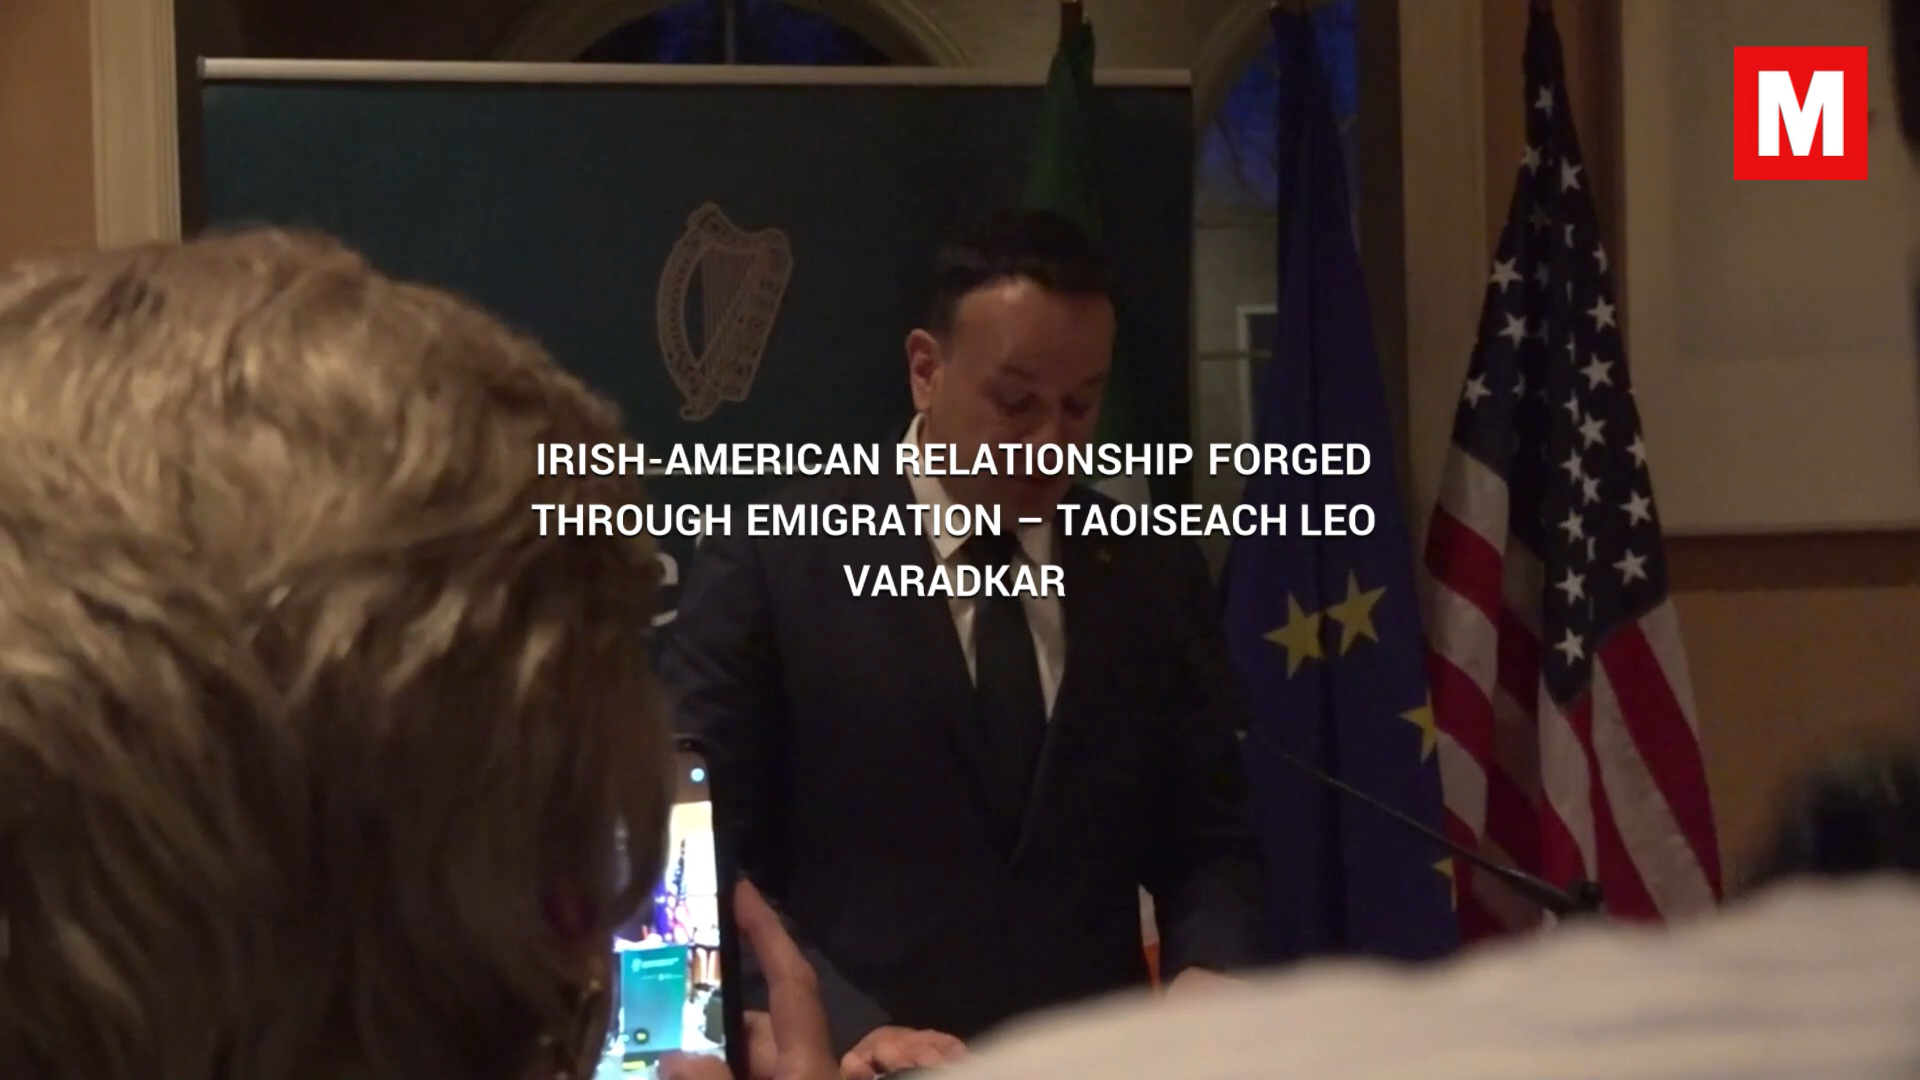 M
IRISH-AMERICAN RELATIONSHIP FORGED
THROUGH EMIGRATION – TAOISEACH LEO
VARADKAR
e